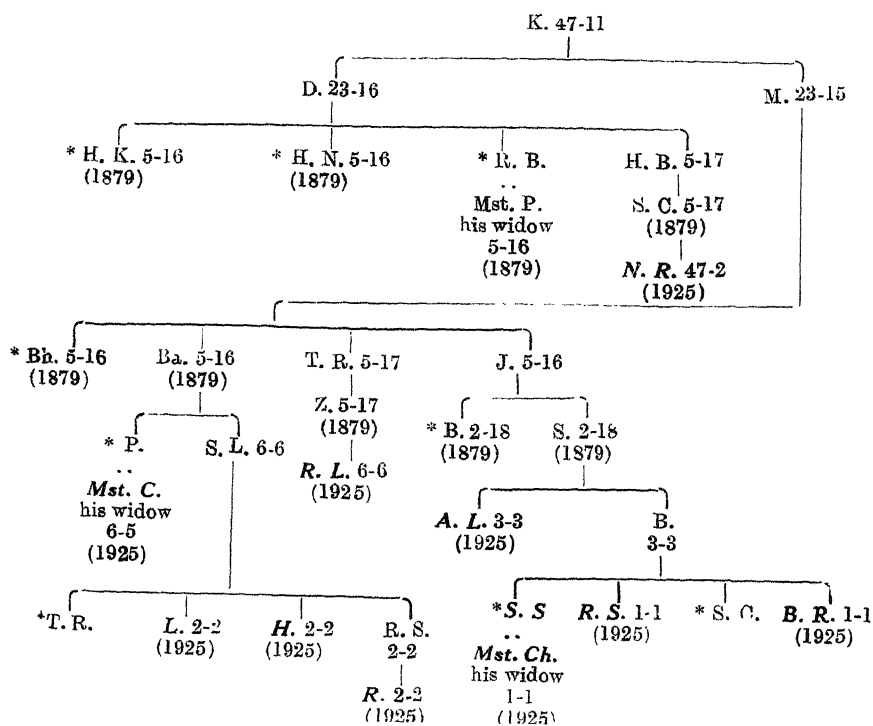 K. 47-11
D. 23-16 M. 23-15
* H. K. 5-16 * H. N. 5-16 * R. B. H. B. 5-17
(1879) (1879)
Mst. P. S. C. 5-17
his widow (1879)
5-16
(1879) N. R. 47-2
(1925)
* Bh. 5-16 Ba. 5-16 T. R. 5-17 J. 5-16
(1879) (1879)
Z. 5-17
(1879)
* B. 2-18 S. 2-18
(1879) (1879)
* P. S. L. 6-6
R. L. 6-6
(1925)
Mst. C.
his widow
6-5
(1925)
A. L. 3-3 B.
(1925) 3-3
*T. R. L. 2-2 H. 2-2 R. S.
(1925) (1925) 2-2
R. 2-2
(1925)
*S. S R. S. 1-1 * S. C. B. R. 1-1
(1925) (1925)
Mst. Ch.
his widow
1-1
(1925)